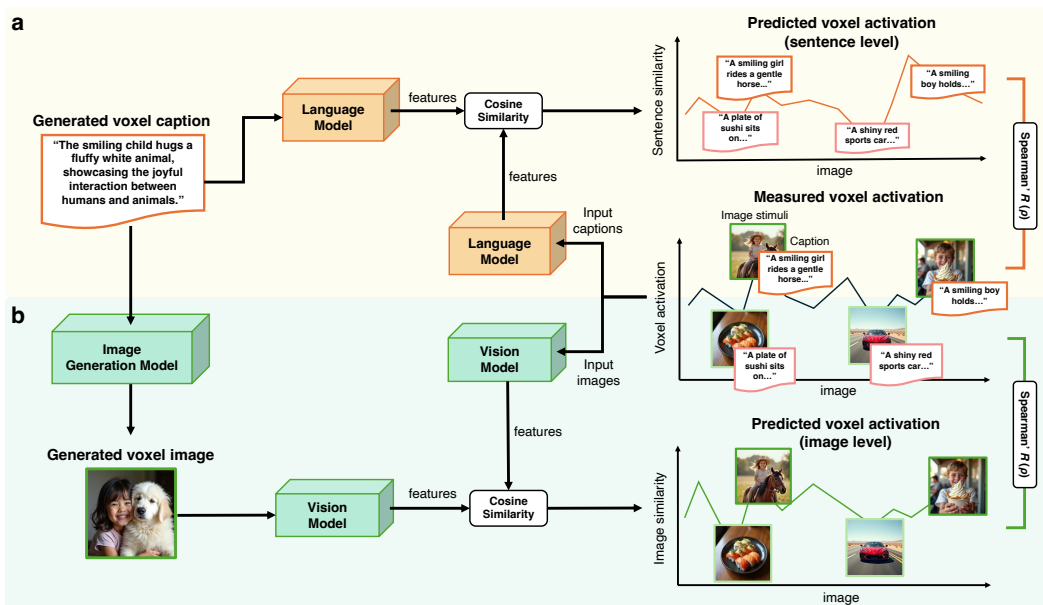 a
Generated voxel caption
“The smiling child hugs a
fluffy white animal,
showcasing the joyful
interaction between
humans and animals.”
Language
Model
features
Cosine
Similarity
features
Language
Model
Input
captions
Predicted voxel activation
(sentence level)
Sentence similarity
“A smiling girl
rides a gentle
horse...”
“A plate of
sushi sits
on…”
“A shiny red
sports car…”
“A smiling
boy holds…”
image
Spearman’ R (ρ)
Measured voxel activation
Voxel activation
Image stimuli
Caption
“A smiling girl
rides a gentle
horse...”
“A plate of
sushi sits
on…”
“A shiny red
sports car…”
“A smiling boy
holds…”
image
b
Image
Generation Model
Generated voxel image
Vision
Model
features
Cosine
Similarity
features
Vision
Model
Input
images
Predicted voxel activation
(image level)
Image similarity
image
Spearman’ R (ρ)